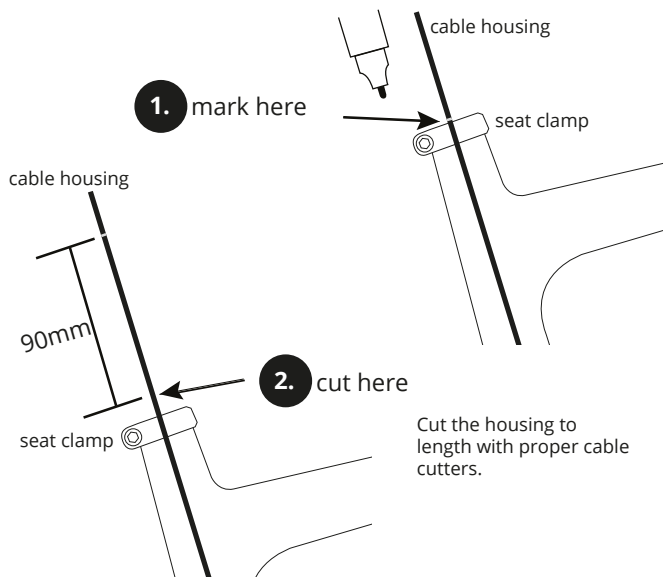 cable housing
1. mark here
seat clamp
cable housing
90mm
2. cut here
seat clamp
Cut the housing to
length with proper cable
cutters.